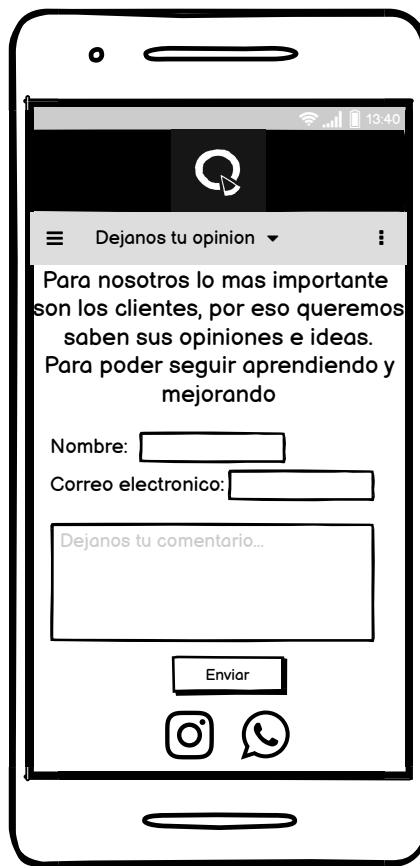 13:40
Dejanos tu opinion
Para nosotros lo mas importante
son los clientes, por eso queremos
saben sus opiniones e ideas.
Para poder seguir aprendiendo y
mejorando
Nombre:
Correo electronico:
Dejanos tu comentario...
Enviar